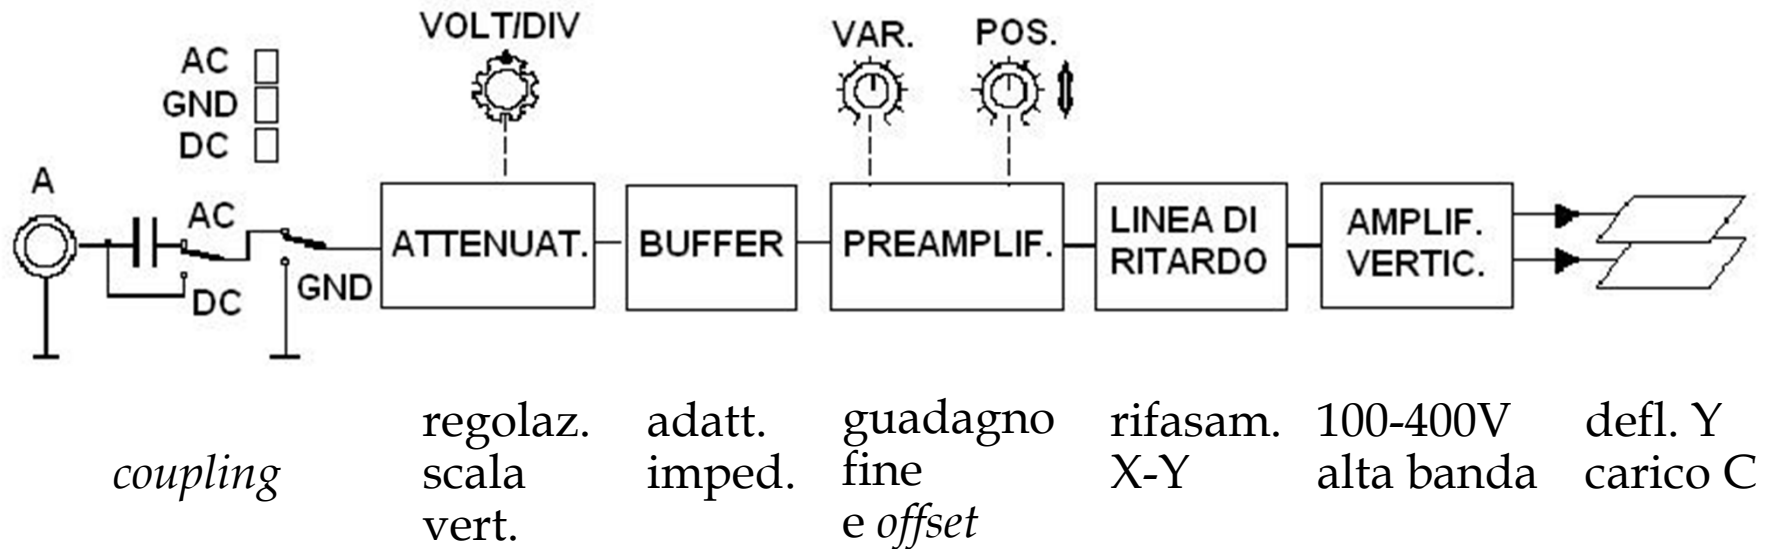 VOLT/DIV
VAR.
POS.
AC
GND
DC
A
AC
DC
GND
ATTENUAT.
BUFFER
PREAMPLIF.
LINEA DI
RITARDO
AMPLIF.
VERTIC.
coupling
regolaz.
scala
vert.
adatt.
imped.
guadagno
fine
e offset
rifasam.
X-Y
100-400V
alta banda
defl. Y
carico C